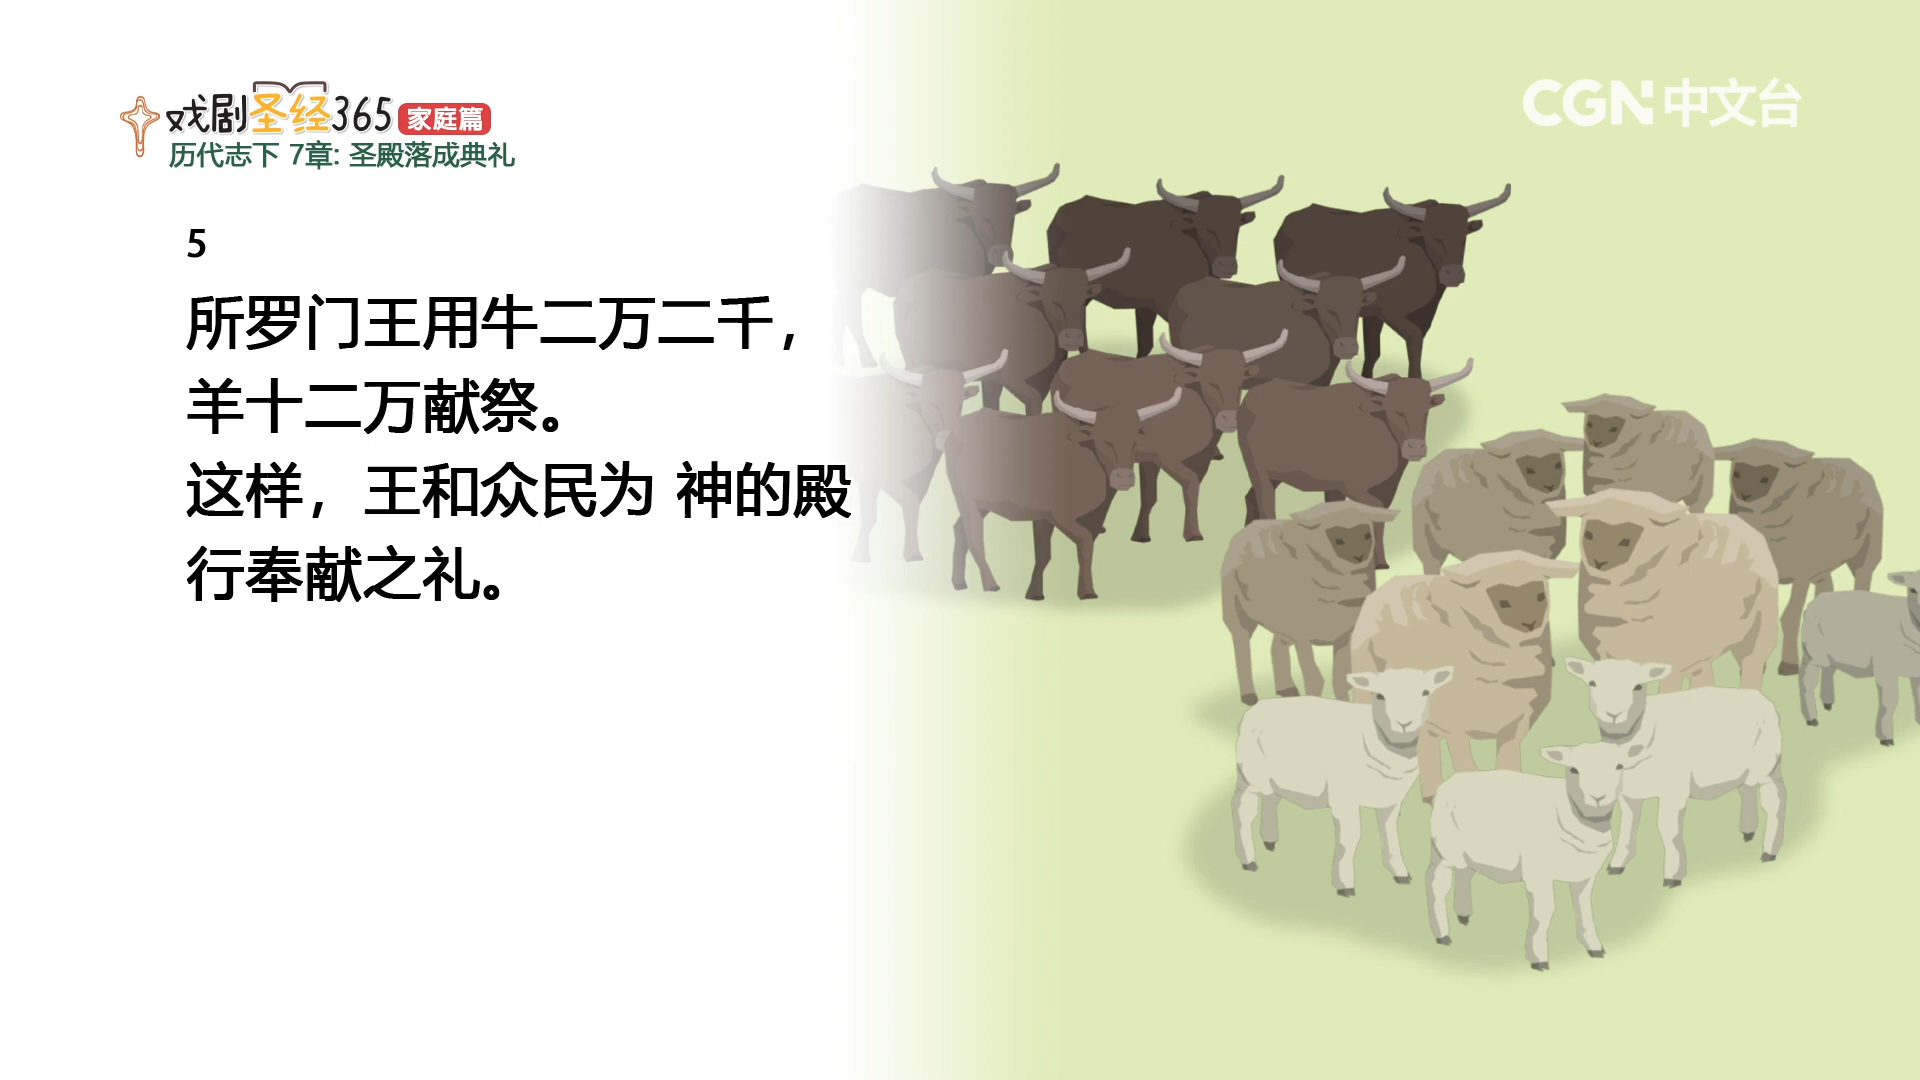 戏剧圣经365 家庭篇
历代志下 7章: 圣殿落成典礼
CGN 中文台
5
所罗门王用牛二万二千，
羊十二万献祭。
这样，王和众民为 神的殿
行奉献之礼。